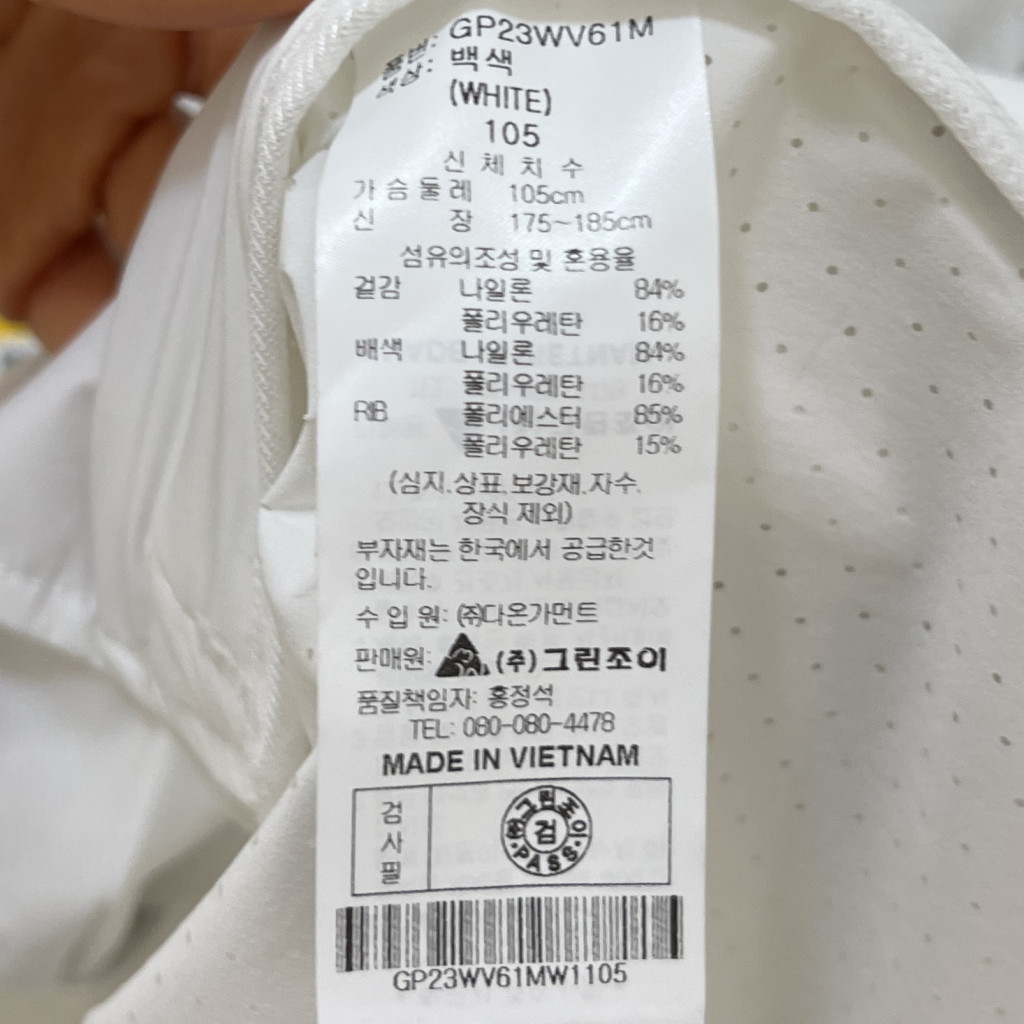 품번: GP23WV61M
색상: 백색
(WHITE)
105
신 체 치 수
가 슴 둘 레 105cm
신 장 175~185cm
섬유의조성 및 혼용율
겉감 나일론 84%
폴리우레탄 16%
배색 나일론 84%
폴리우레탄 16%
RIB 폴리에스터 85%
폴리우레탄 15%
(심지.상표.보강재.자수.
장식 제외)
부자재는 한국에서 공급한것
입니다.
수 입 원: ㈜다온가먼트
판매원: (주)그린조이
품질책임자: 홍정석
TEL: 080-080-4478
MADE IN VIETNAM
검사필
㈜그린조이
검
PASS
GP23WV61MW1105